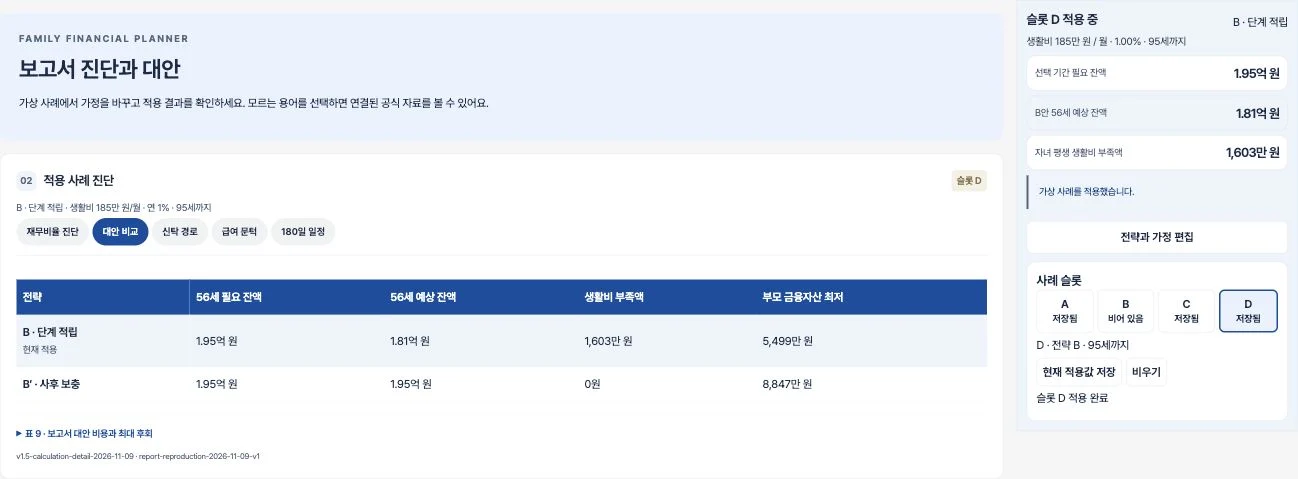 FAMILY FINANCIAL PLANNER
보고서 진단과 대안
가상 사례에서 가정을 바꾸고 적용 결과를 확인하세요. 모르는 용어를 선택하면 연결된 공식 자료를 볼 수 있어요.
02 적용 사례 진단
슬롯 D
B · 단계 적립 · 생활비 185만 원/월 · 연 1% · 95세까지
재무비율 진단 대안 비교 신탁 경로 급여 문턱 180일 일정
전략 56세 필요 잔액 56세 예상 잔액 생활비 부족액 부모 금융자산 최저
B · 단계 적립 1.95억 원 1.81억 원 1,603만 원 5,499만 원
현재 적용
B′ · 사후 보충 1.95억 원 1.95억 원 0원 8,847만 원
▶ 표 9 · 보고서 대안 비용과 최대 후회
v1.5-calculation-detail-2026-11-09 · report-reproduction-2026-11-09-v1
슬롯 D 적용 중 B · 단계 적립
생활비 185만 원 / 월 · 1.00% · 95세까지
선택 기간 필요 잔액 1.95억 원
B안 56세 예상 잔액 1.81억 원
자녀 평생 생활비 부족액 1,603만 원
가상 사례를 적용했습니다.
전략과 가정 편집
사례 슬롯
A B C D
저장됨 비어 있음 저장됨 저장됨
D · 전략 B · 95세까지
현재 적용값 저장 비우기
슬롯 D 적용 완료